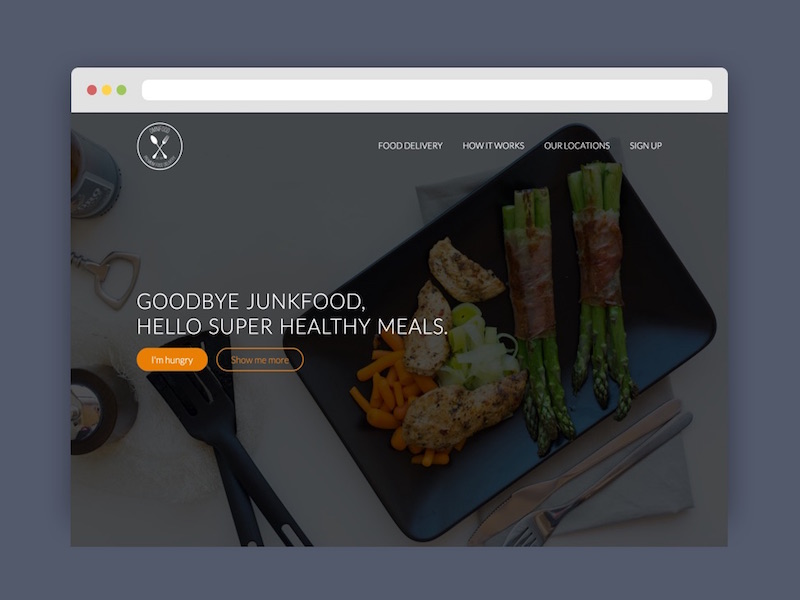 FOOD DELIVERY HOW IT WORKS OUR LOCATIONS SIGN UP
GOODBYE JUNKFOOD,
HELLO SUPER HEALTHY MEALS.
I'm hungry Show me more